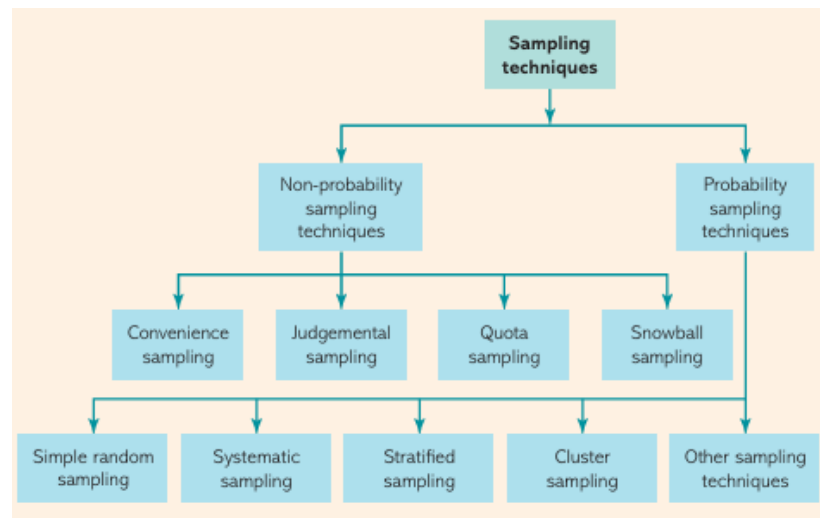 Sampling
techniques
Non-probability
sampling
techniques
Probability
sampling
techniques
Convenience
sampling
Judgemental
sampling
Quota
sampling
Snowball
sampling
Simple random
sampling
Systematic
sampling
Stratified
sampling
Cluster
sampling
Other sampling
techniques